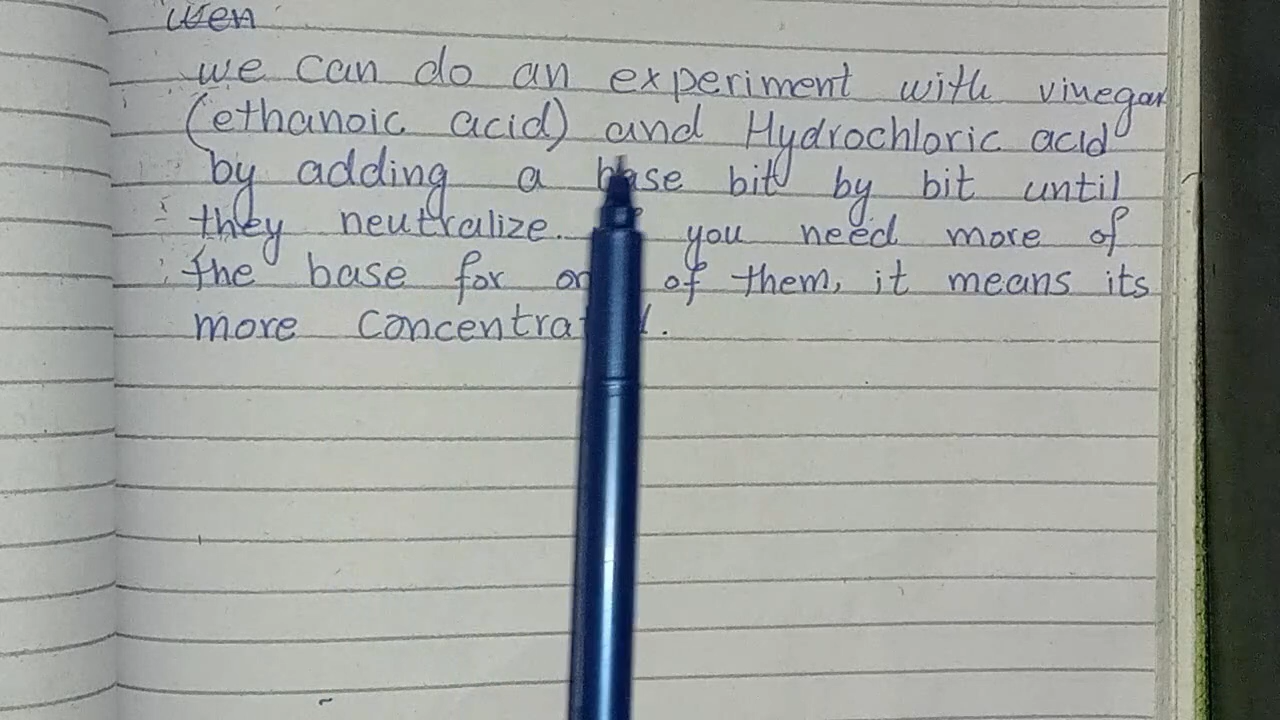 wen
we can do an experiment with vinegar
(ethanoic acid) and Hydrochloric acid
by adding a base bit by bit until
they neutralize. you need more of
the base for of them, it means its
more